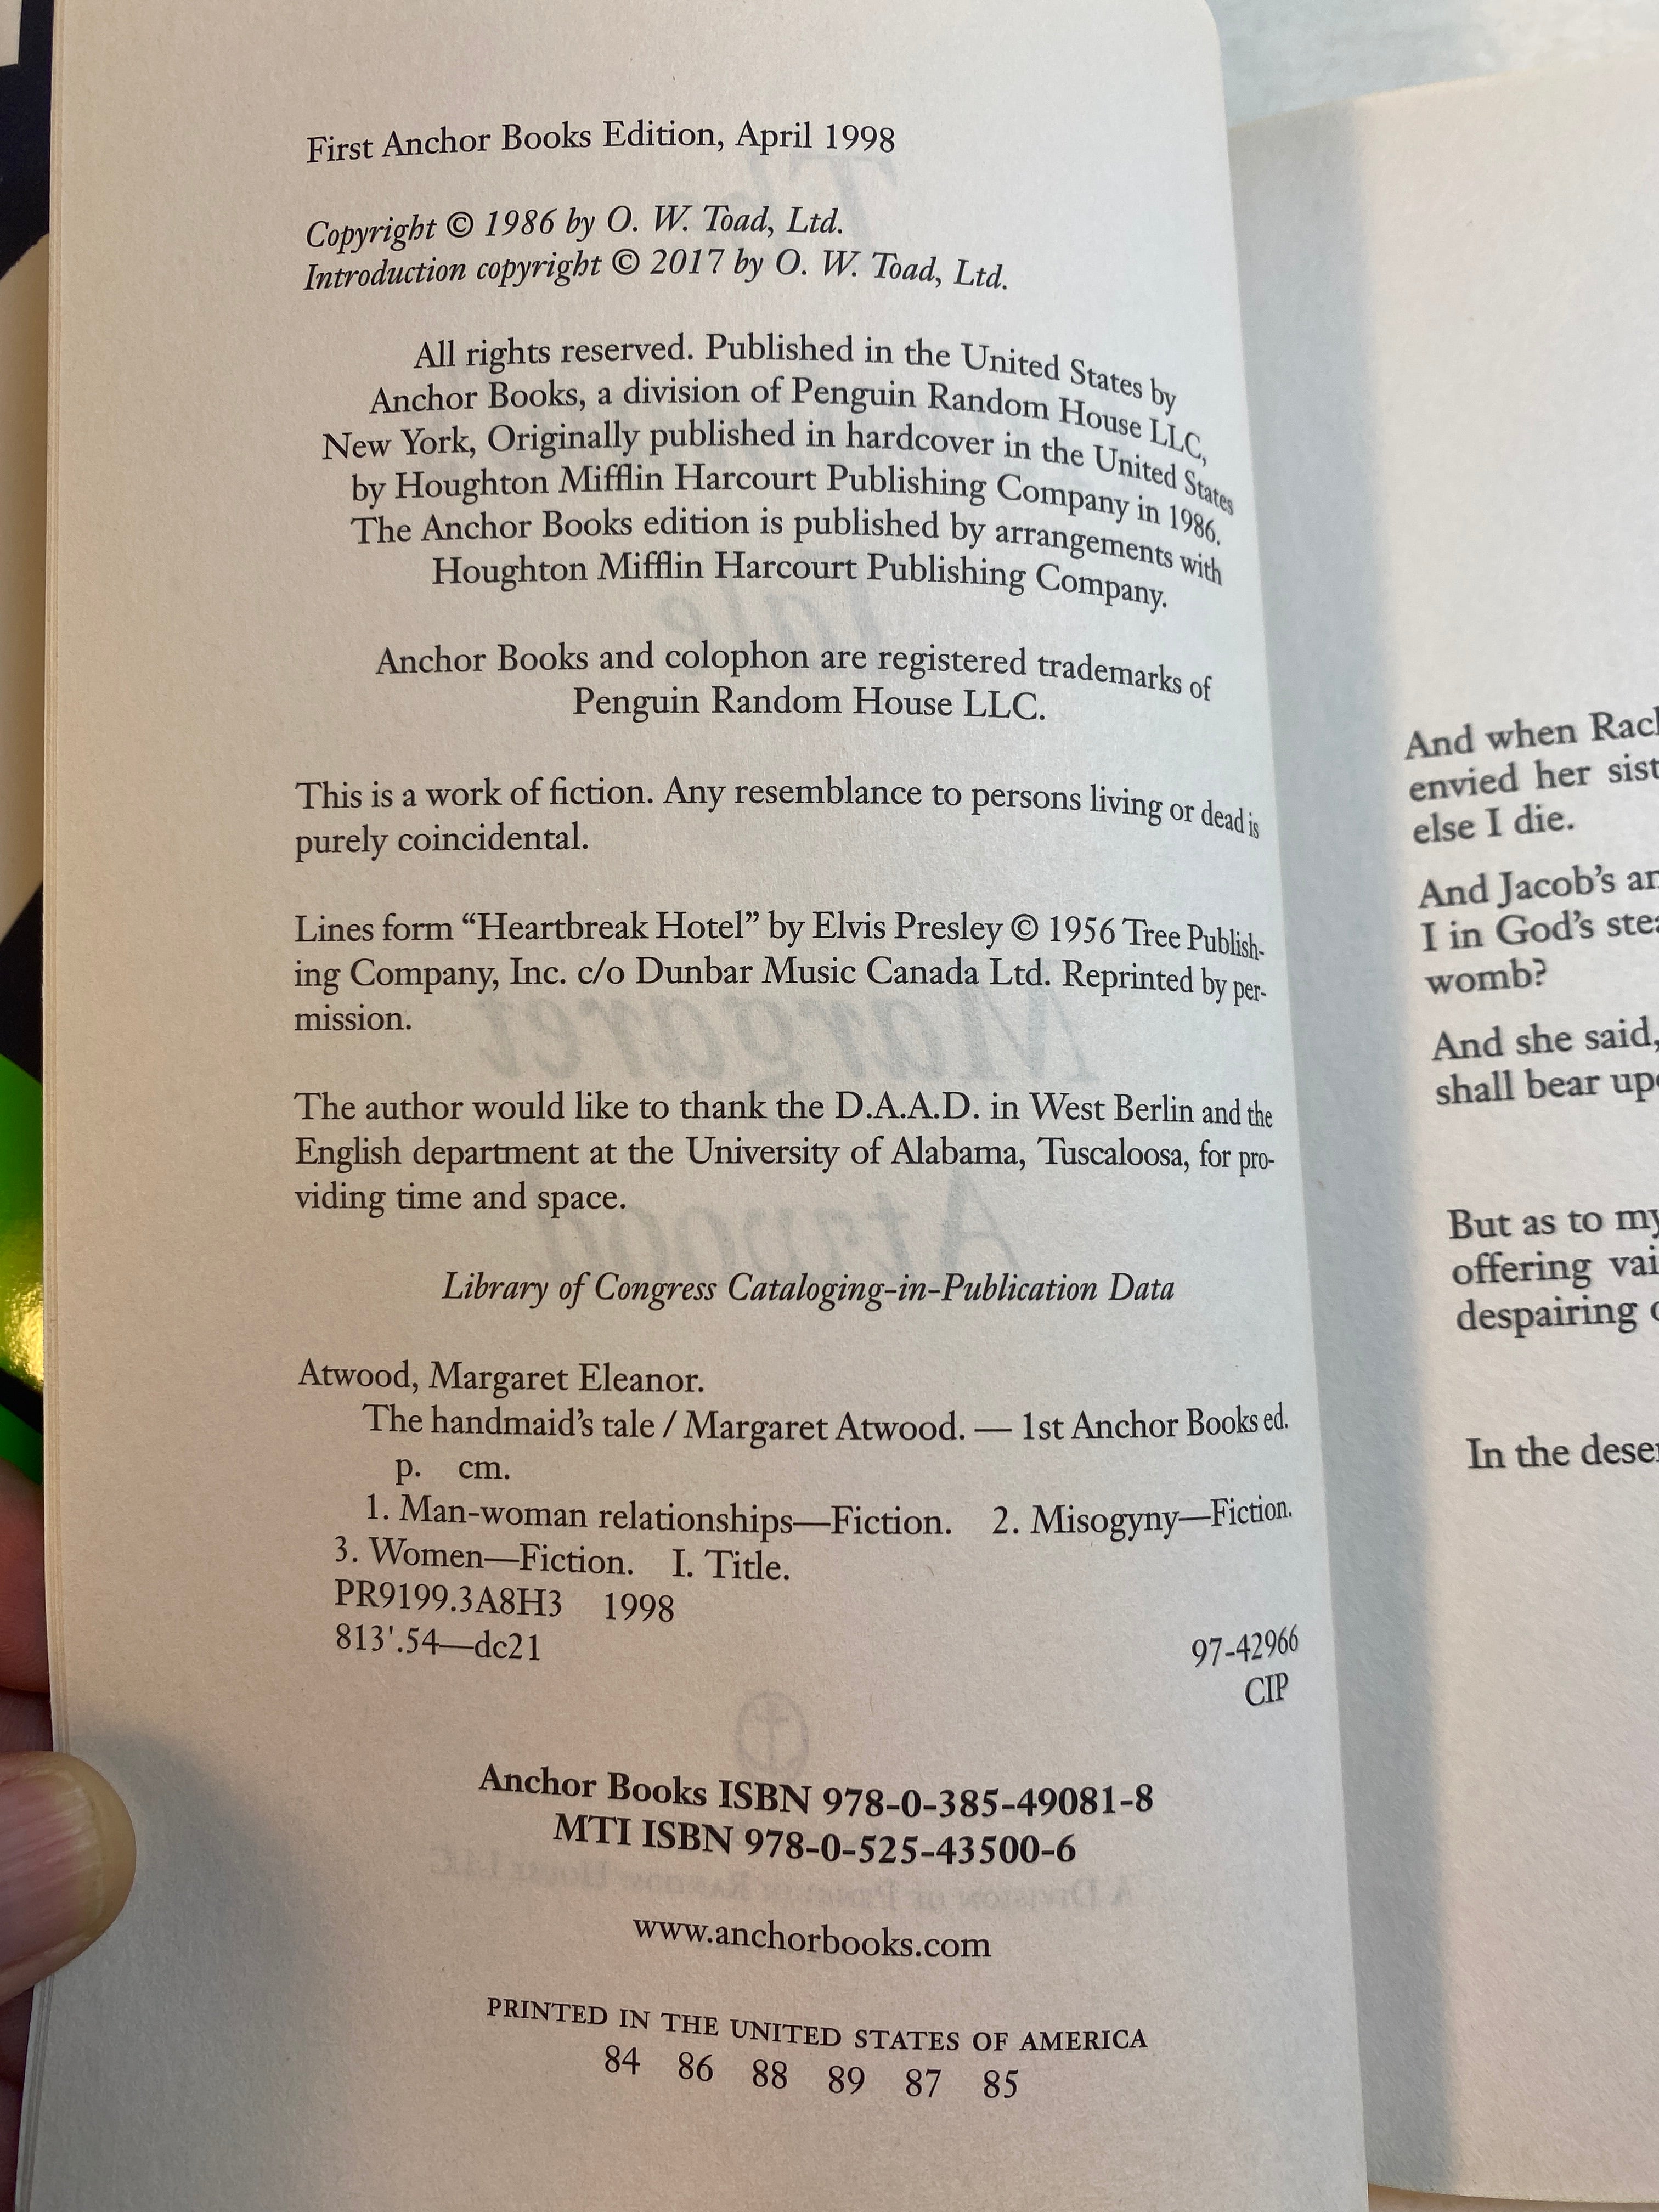 First Anchor Books Edition, April 1998
Copyright © 1986 by O. W. Toad, Ltd.
Introduction copyright © 2017 by O. W. Toad, Ltd.
All rights reserved. Published in the United States by
Anchor Books, a division of Penguin Random House LLC,
New York, Originally published in hardcover in the United States
by Houghton Mifflin Harcourt Publishing Company in 1986.
The Anchor Books edition is published by arrangements with
Houghton Mifflin Harcourt Publishing Company.
Anchor Books and colophon are registered trademarks of
Penguin Random House LLC.
This is a work of fiction. Any resemblance to persons living or dead is
purely coincidental.
Lines form “Heartbreak Hotel” by Elvis Presley © 1956 Tree Publish-
ing Company, Inc. c/o Dunbar Music Canada Ltd. Reprinted by per-
mission.
The author would like to thank the D.A.A.D. in West Berlin and the
English department at the University of Alabama, Tuscaloosa, for pro-
viding time and space.
Library of Congress Cataloging-in-Publication Data
Atwood, Margaret Eleanor.
The handmaid’s tale / Margaret Atwood. — 1st Anchor Books ed.
p. cm.
1. Man-woman relationships—Fiction. 2. Misogyny—Fiction.
3. Women—Fiction. I. Title.
PR9199.3A8H3 1998
813'.54—dc21
97-42966
CIP
Anchor Books ISBN 978-0-385-49081-8
MTI ISBN 978-0-525-43500-6
www.anchorbooks.com
PRINTED IN THE UNITED STATES OF AMERICA
84 86 88 89 87 85
And when
envied her
else I die.
And Jacob’s
I in God’s
womb?
And she said,
shall bear
But as to
offering
despairing
In the